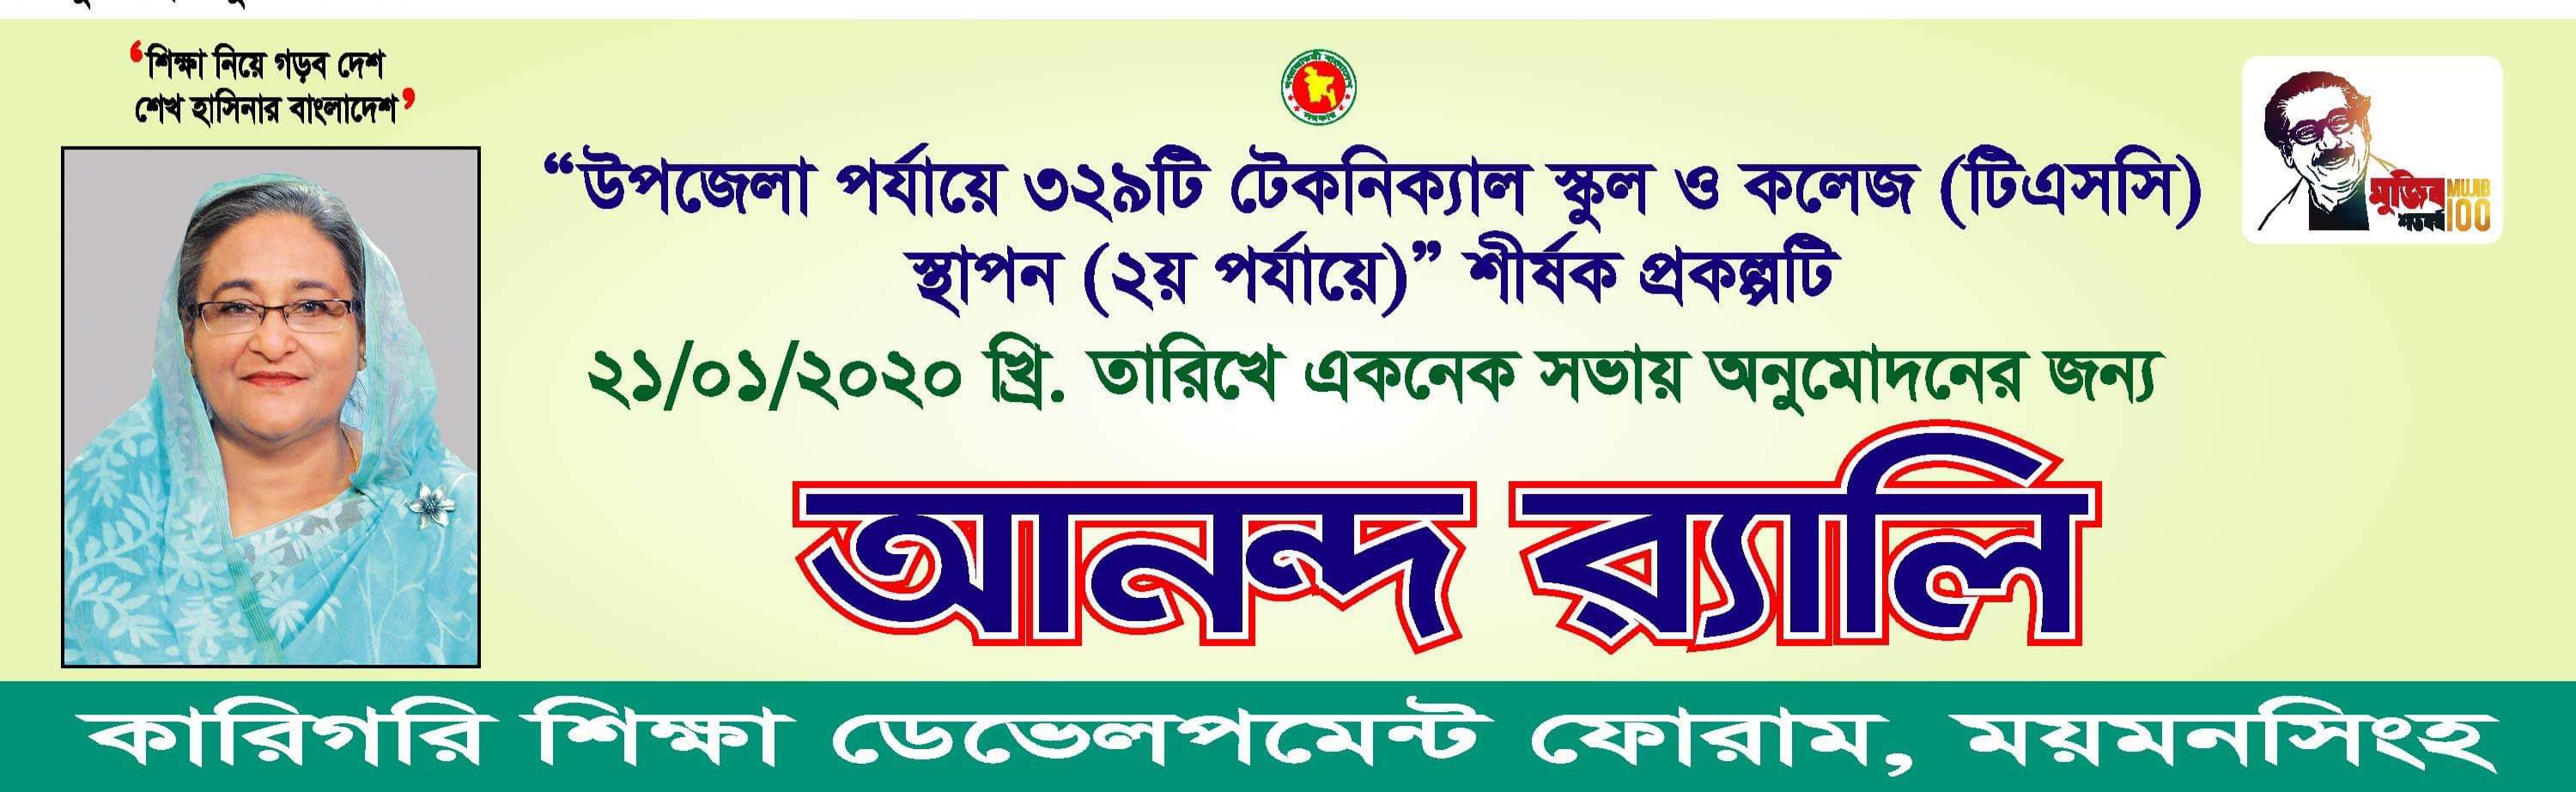 ‘শিক্ষা নিয়ে গড়ব দেশ
শেখ হাসিনার বাংলাদেশ’
“উপজেলা পর্যায়ে ৩২৯টি টেকনিক্যাল স্কুল ও কলেজ (টিএসসি)
স্থাপন (২য় পর্যায়ে)” শীর্ষক প্রকল্পটি
২১/০১/২০২০ খ্রি. তারিখে একনেক সভায় অনুমোদনের জন্য
আনন্দ র‍্যালি
মুজিব MUJIB
শতবর্ষ 100
কারিগরি শিক্ষা ডেভেলপমেন্ট ফোরাম, ময়মনসিংহ